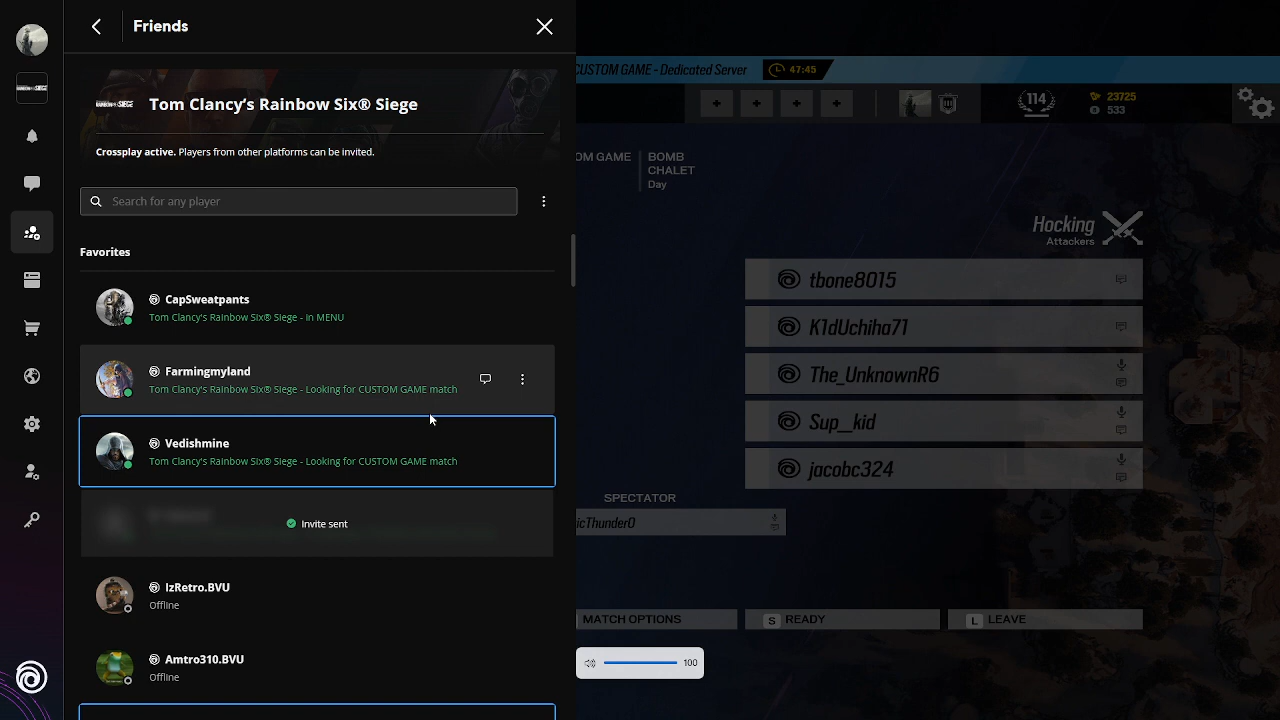 Friends
Tom Clancy's Rainbow Six® Siege
Crossplay active. Players from other platforms can be invited.
Search for any player
Favorites
CapSweatpants
Tom Clancy's Rainbow Six® Siege - in MENU
Farmingmyland
Tom Clancy's Rainbow Six® Siege - Looking for CUSTOM GAME match
Vedishmine
Tom Clancy's Rainbow Six® Siege - Looking for CUSTOM GAME match
Invite sent
IzRetro.BVU
Offline
Amtro310.BVU
Offline
CUSTOM GAME - Dedicated Server
47:45
114
23725
533
OM GAME
BOMB
CHALET
Day
Hocking
Attackers
tbone8015
K1dUchiha71
The_UnknownR6
Sup__kid
jacobc324
SPECTATOR
icThunder0
MATCH OPTIONS
S READY
L LEAVE
100